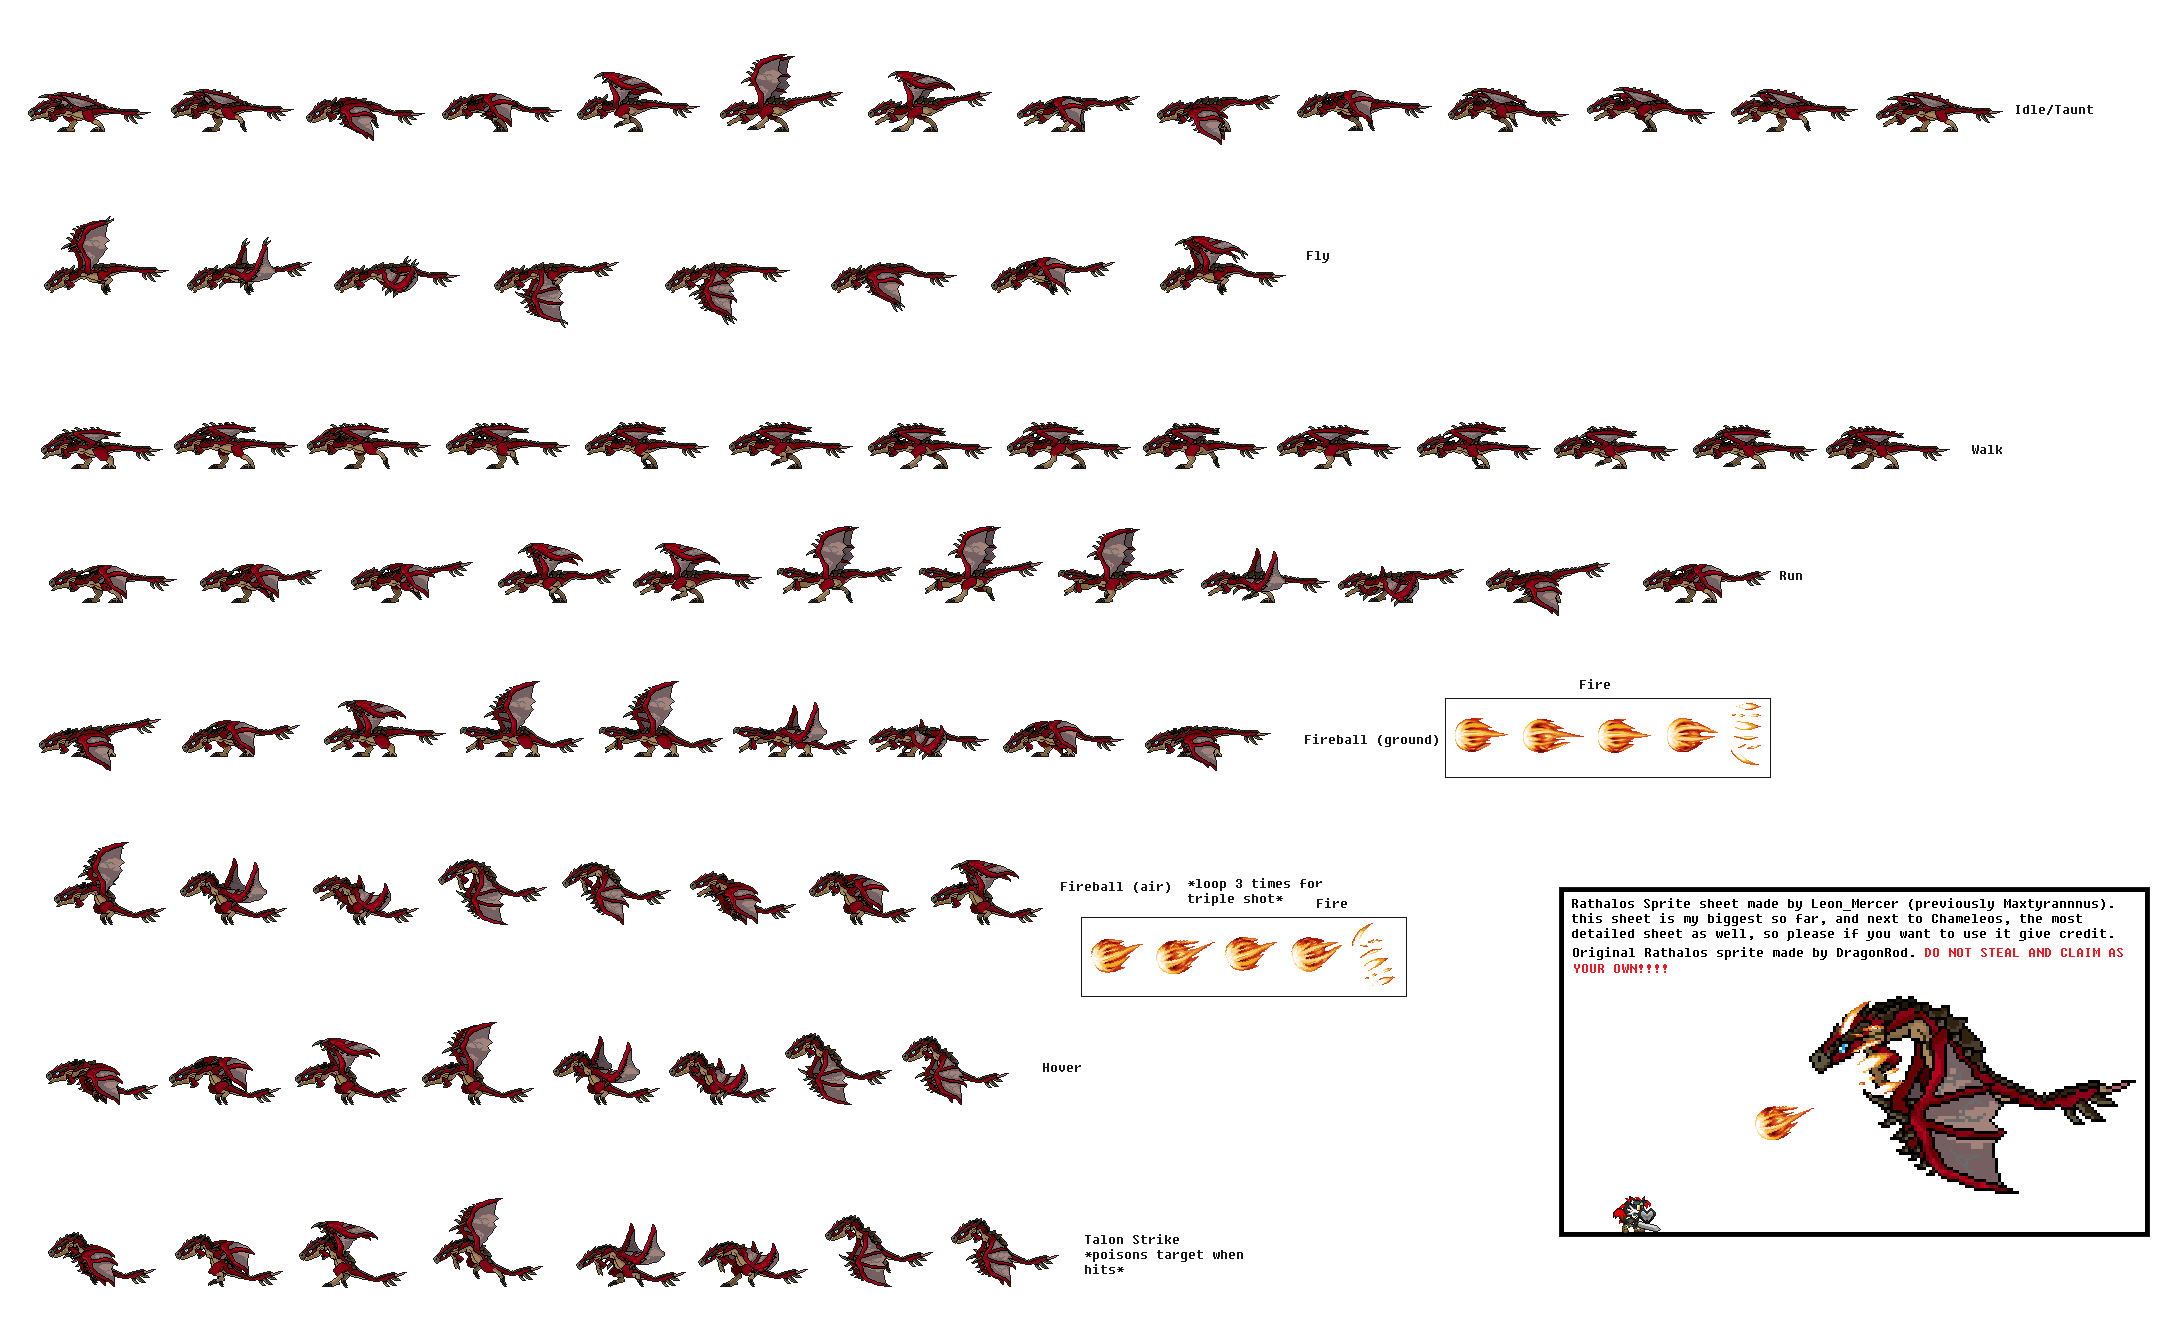 Idle/Taunt
Fly
Walk
Run
Fire
Fireball (ground)
Fireball (air)
*loop 3 times for
triple shot*
Fire
Rathalos Sprite sheet made by Leon_Mercer (previously Maxtyrannnus).
this sheet is my biggest so far, and next to Chameleos, the most
detailed sheet as well, so please if you want to use it give credit.
Original Rathalos sprite made by DragonRod. DO NOT STEAL AND CLAIM AS
YOUR OWN!!!!
Hover
Talon Strike
*poisons target when
hits*